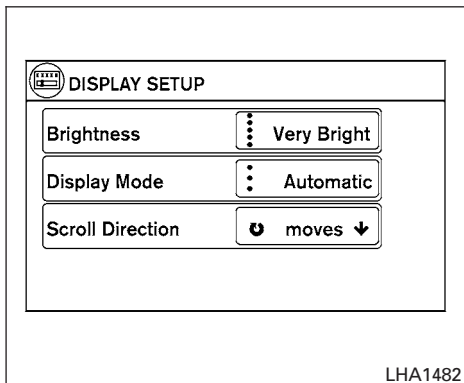 DISPLAY SETUP
Brightness Very Bright
Display Mode Automatic
Scroll Direction moves
LHA1482